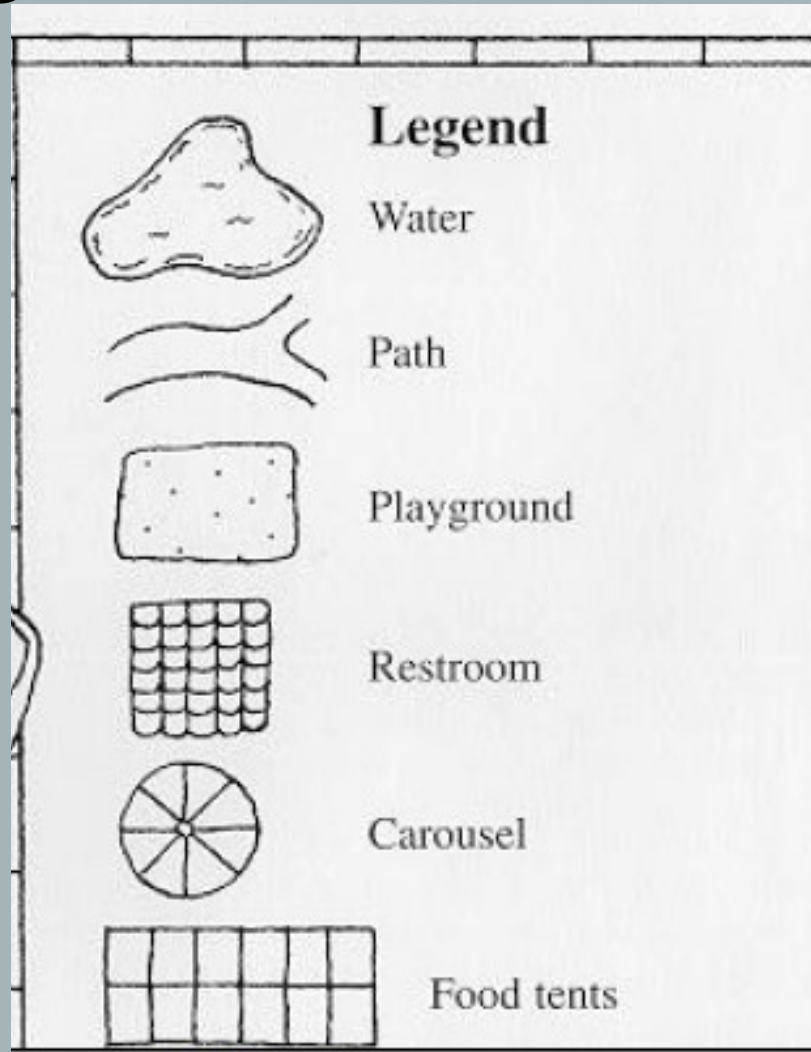 Legend
Water
Path
Playground
Restroom
Carousel
Food tents